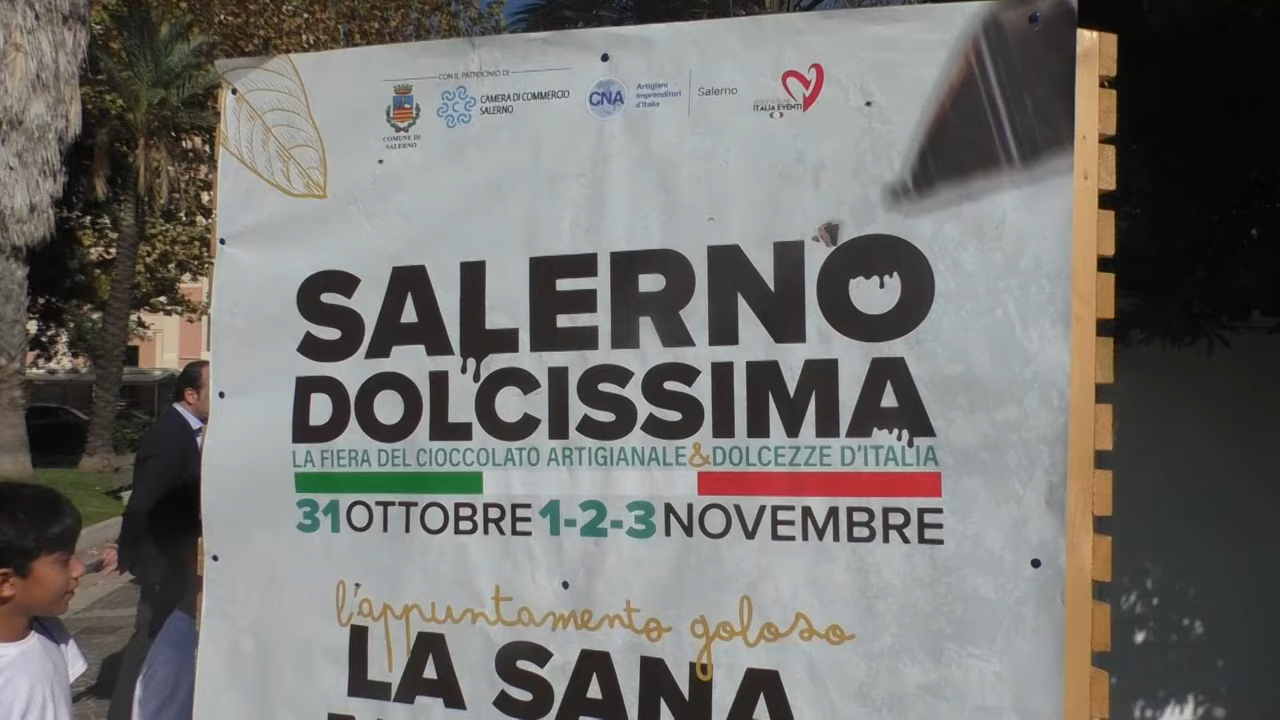 CON IL PATROCINIO DI
COMUNE DI
SALERNO
CAMERA DI COMMERCIO
SALERNO
CNA
Artigiani
Imprenditori
d'Italia
Salerno
ITALIA EVENTI
SALERNO
DOLCISSIMA
LA FIERA DEL CIOCCOLATO ARTIGIANALE & DOLCEZZE D'ITALIA
31 OTTOBRE 1-2-3 NOVEMBRE
l'appuntamento goloso
LA SANA